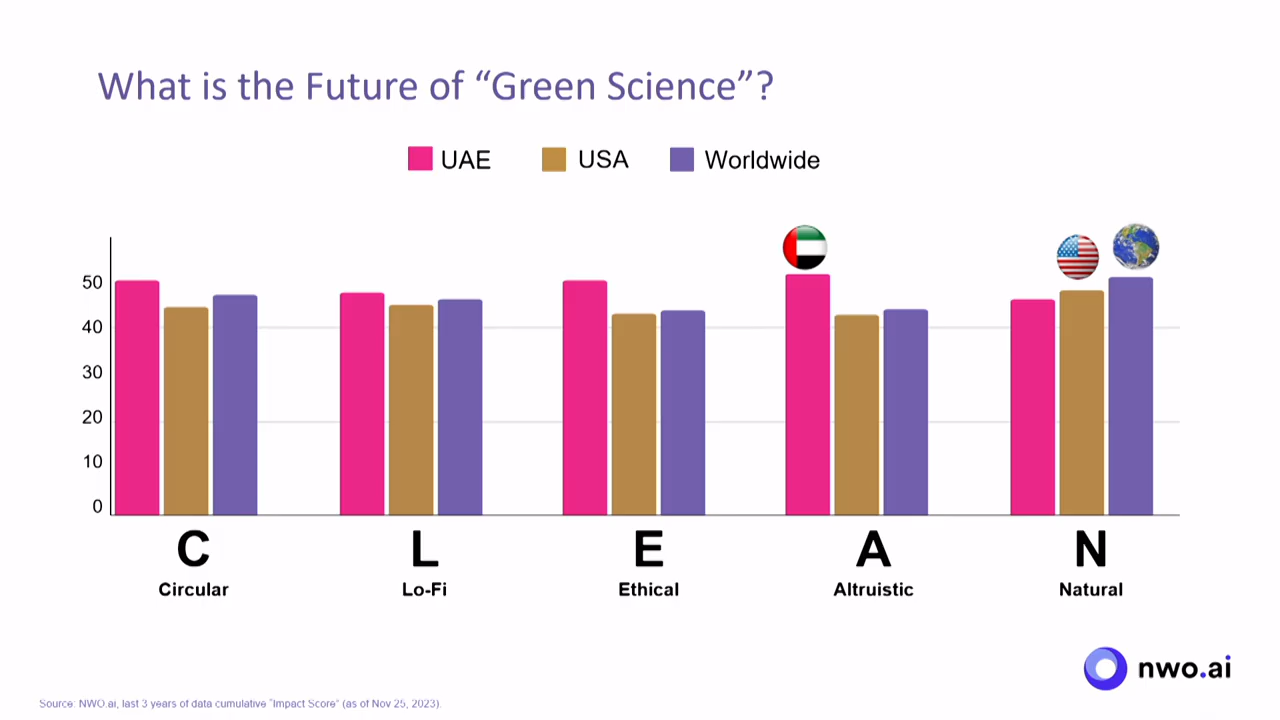 What is the Future of “Green Science”?
UAE USA Worldwide
50
40
30
20
10
0
C L E A N
Circular Lo-Fi Ethical Altruistic Natural
nwo.ai
Source: NWO.ai, last 3 years of data cumulative “Impact Score” (as of Nov 25, 2023).